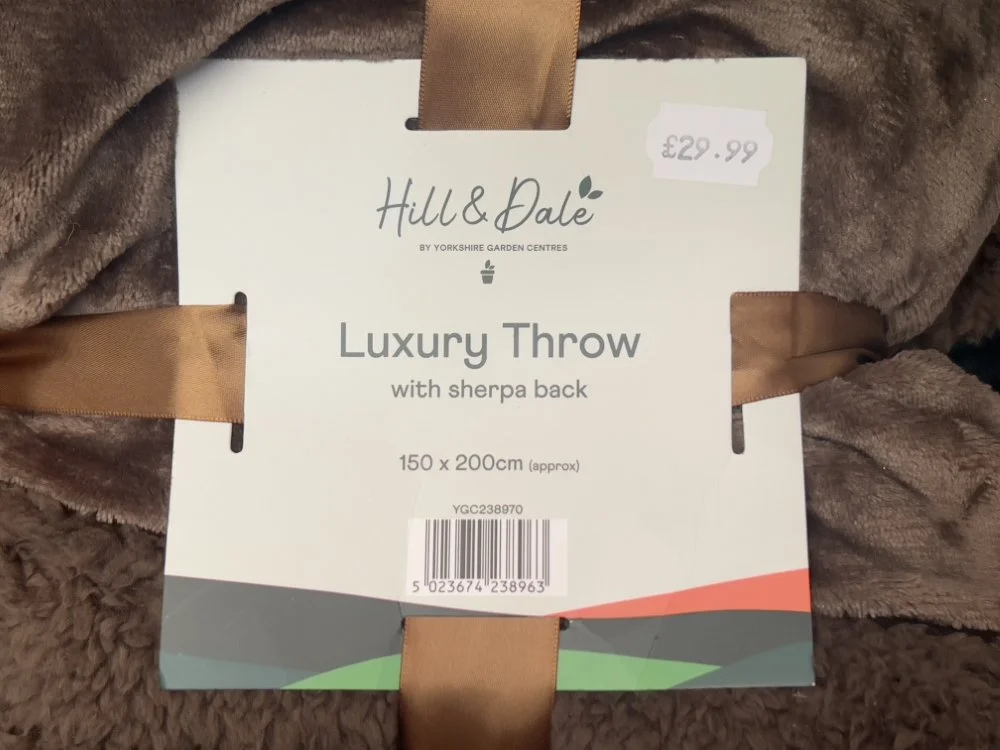 £29.99
Hill & Dale
BY YORKSHIRE GARDEN CENTRES
Luxury Throw
with sherpa back
150 x 200cm (approx)
YGC238970
5 023674 238963